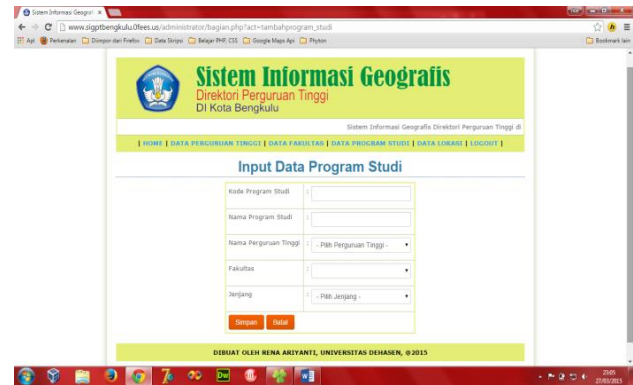 Sistem Informasi Geografi
www.sigptbengkulu.0fees.us/administrator/bagian.php?act=tambahprogram_studi
Apl Perkenalan Diimpor dari Firefox Data Skripsi Belajar PHP, CSS Google Maps Api Phyton Bookmark lain
Sistem Informasi Geografis
Direktori Perguruan Tinggi
DI Kota Bengkulu
Sistem Informasi Geografis Direktori Perguruan Tinggi di
| HOME | DATA PERGURUAN TINGGI | DATA FAKULTAS | DATA PROGRAM STUDI | DATA LOKASI | LOGOUT |
Input Data Program Studi
Kode Program Studi :
Nama Program Studi :
Nama Perguruan Tinggi : - Pilih Perguruan Tinggi -
Fakultas :
Jenjang : - Pilih Jenjang -
Simpan Batal
DIBUAT OLEH RENA ARIYANTI, UNIVERSITAS DEHASEN, @2015
Dw
23:05
27/03/2015